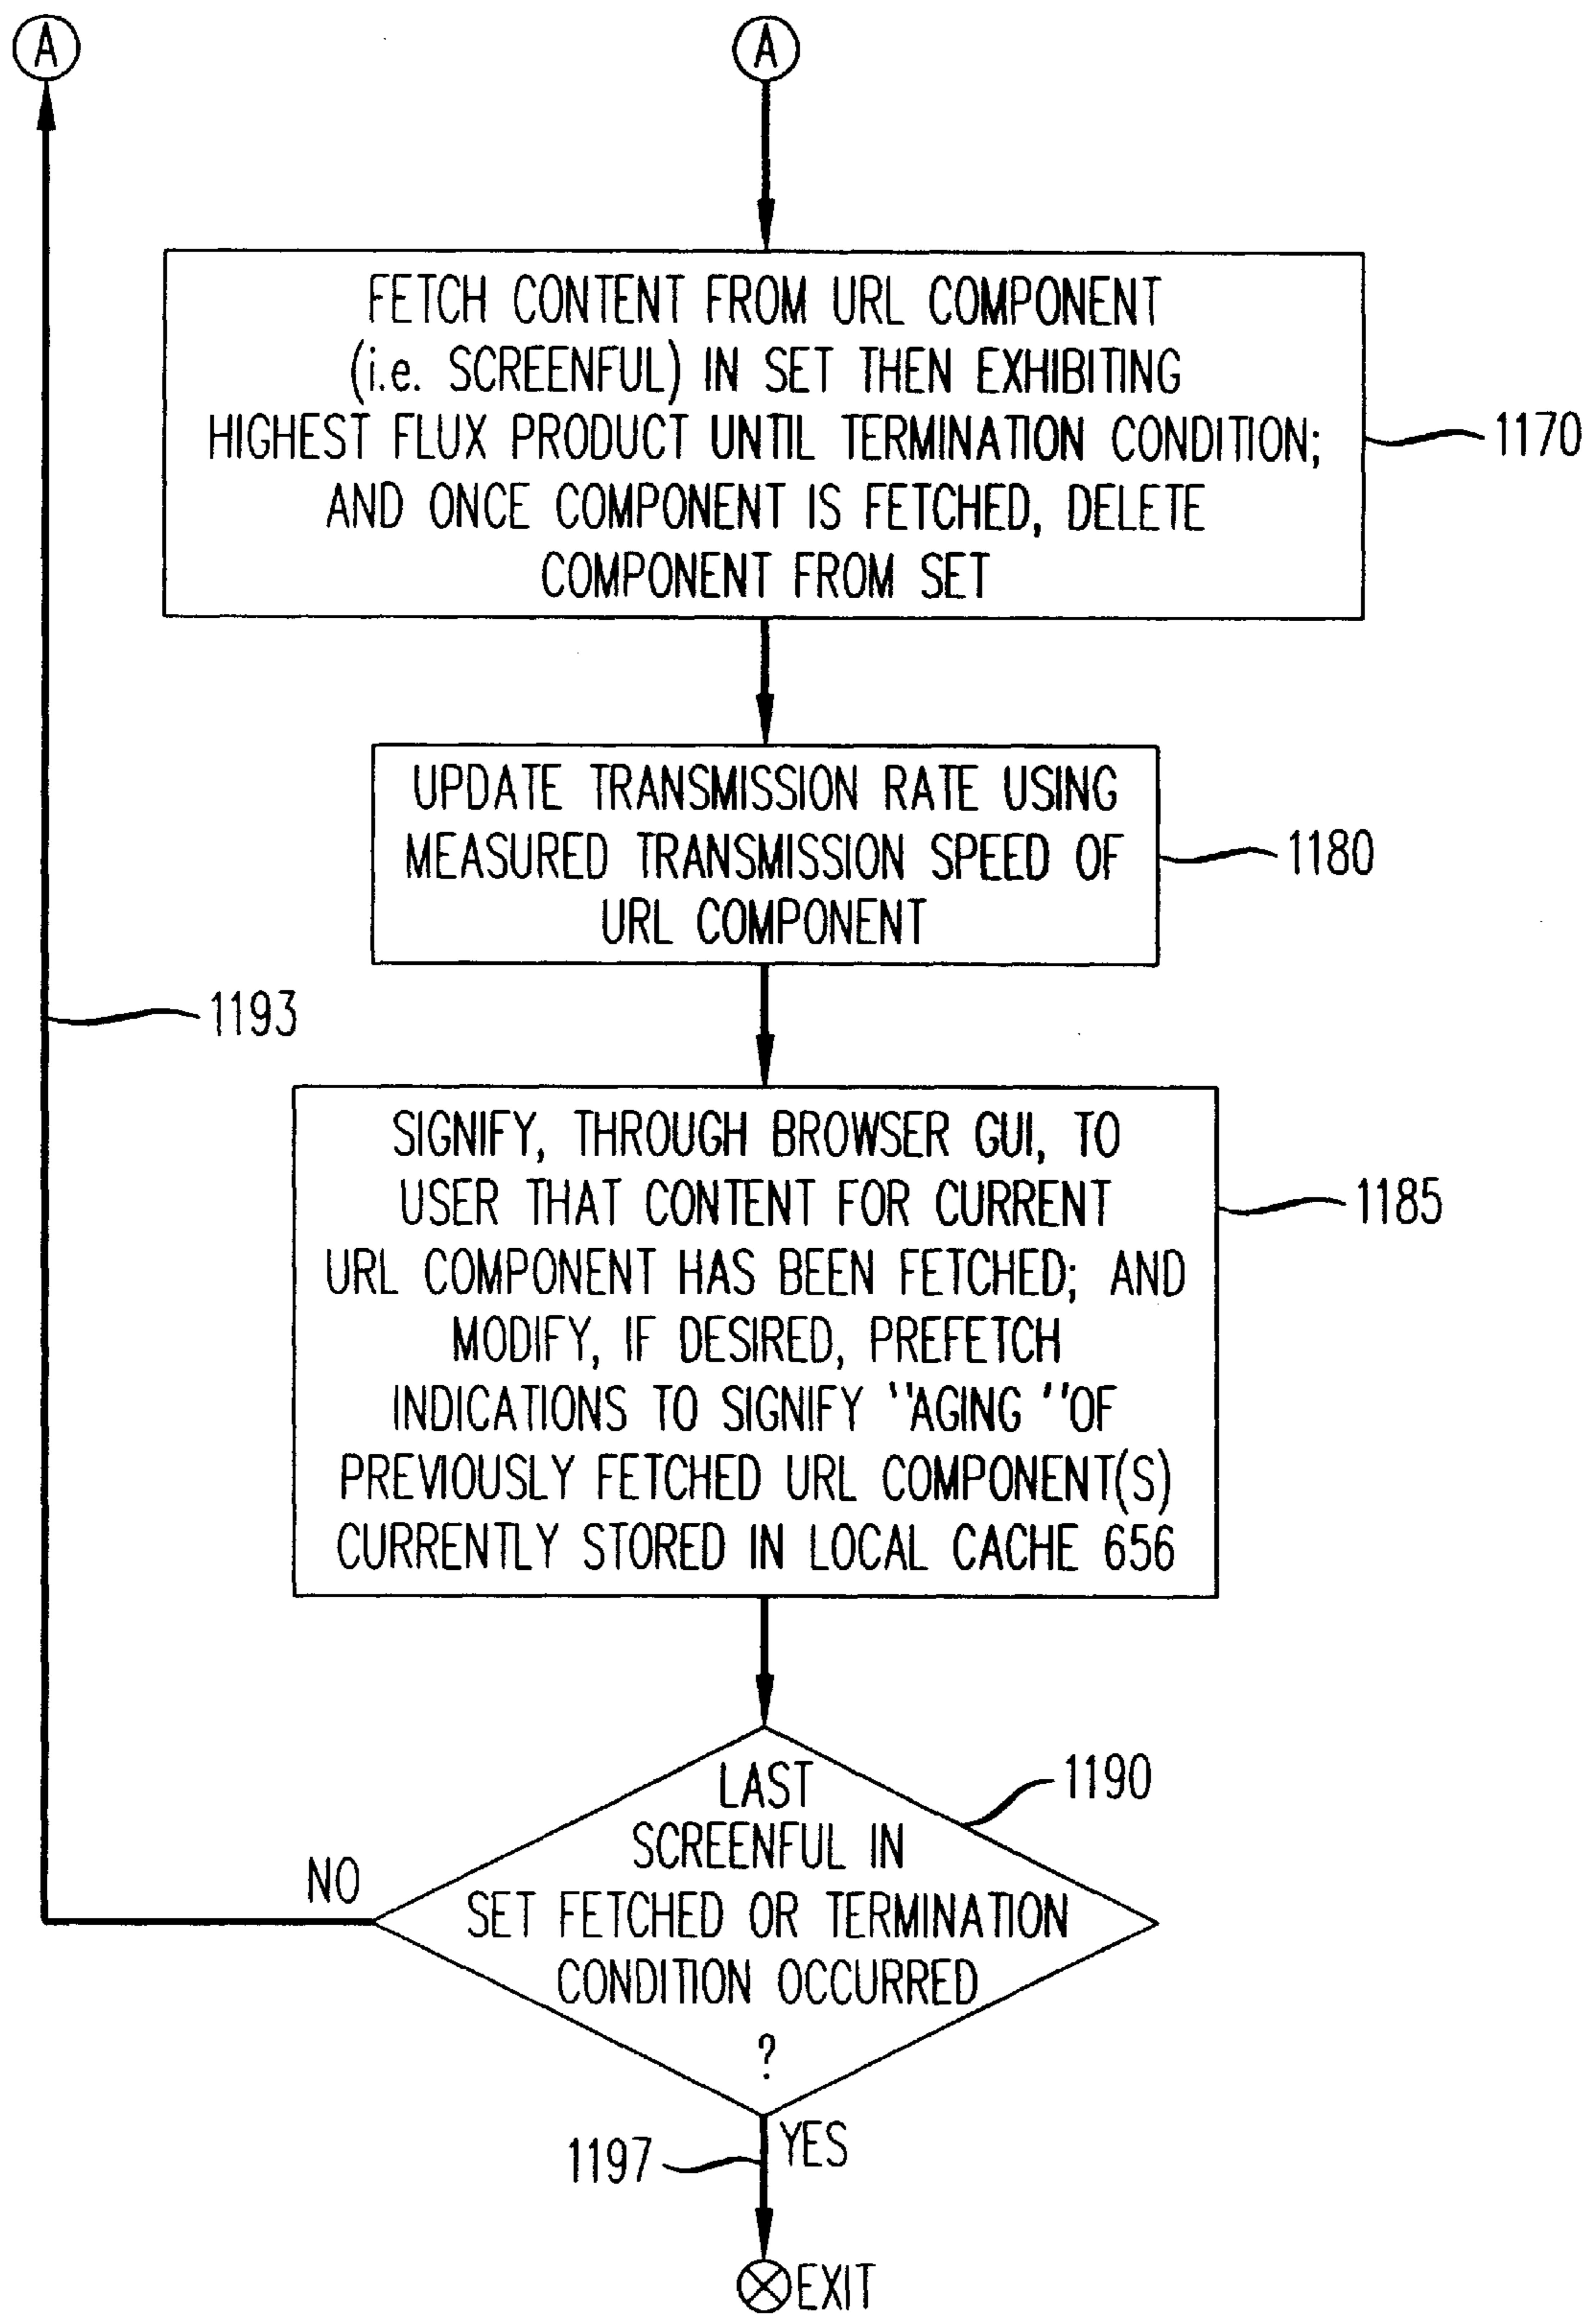 A
A
FETCH CONTENT FROM URL COMPONENT
(i.e. SCREENFUL) IN SET THEN EXHIBITING
HIGHEST FLUX PRODUCT UNTIL TERMINATION CONDITION;
AND ONCE COMPONENT IS FETCHED, DELETE
COMPONENT FROM SET
1170
UPDATE TRANSMISSION RATE USING
MEASURED TRANSMISSION SPEED OF
URL COMPONENT
1180
1193
SIGNIFY, THROUGH BROWSER GUI, TO
USER THAT CONTENT FOR CURRENT
URL COMPONENT HAS BEEN FETCHED; AND
MODIFY, IF DESIRED, PREFETCH
INDICATIONS TO SIGNIFY "AGING "OF
PREVIOUSLY FETCHED URL COMPONENT(S)
CURRENTLY STORED IN LOCAL CACHE 656
1185
LAST
SCREENFUL IN
SET FETCHED OR TERMINATION
CONDITION OCCURRED
?
1190
NO
YES
1197
EXIT